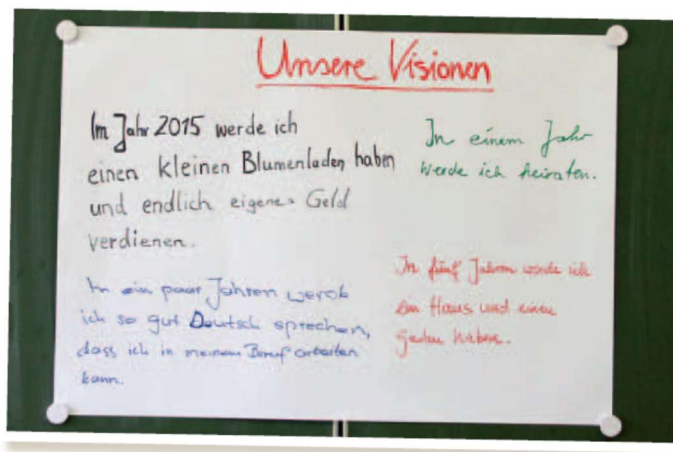 Unsere Visionen
Im Jahr 2015 werde ich
einen kleinen Blumenladen haben
und endlich eigenes Geld
verdienen.
In einem Jahr
werde ich heiraten.
In ein paar Jahren werde
ich so gut Deutsch sprechen,
dass ich in meinem Beruf arbeiten
kann.
In fünf Jahren werde ich
ein Haus und einen
Garten haben.